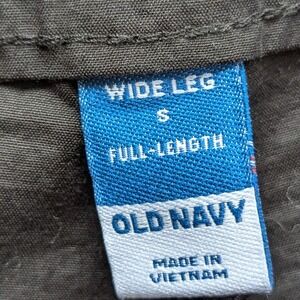 WIDE LEG
S
FULL-LENGTH
OLD NAVY
MADE IN
VIETNAM